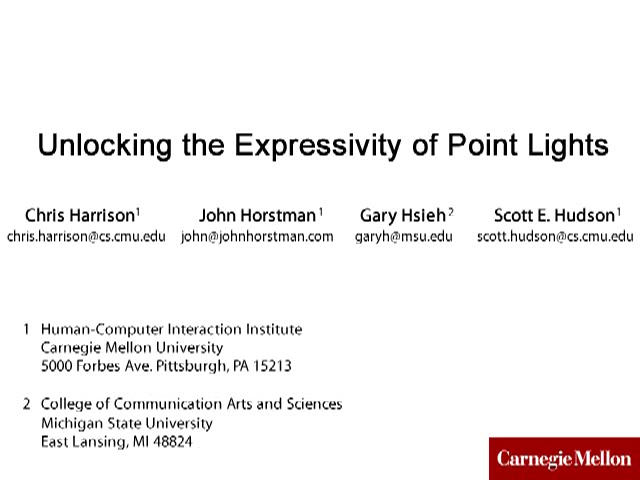 Unlocking the Expressivity of Point Lights
Chris Harrison¹ John Horstman¹ Gary Hsieh² Scott E. Hudson¹
chris.harrison@cs.cmu.edu john@johnhorstman.com garyh@msu.edu scott.hudson@cs.cmu.edu
1 Human-Computer Interaction Institute
Carnegie Mellon University
5000 Forbes Ave. Pittsburgh, PA 15213
2 College of Communication Arts and Sciences
Michigan State University
East Lansing, MI 48824
Carnegie Mellon